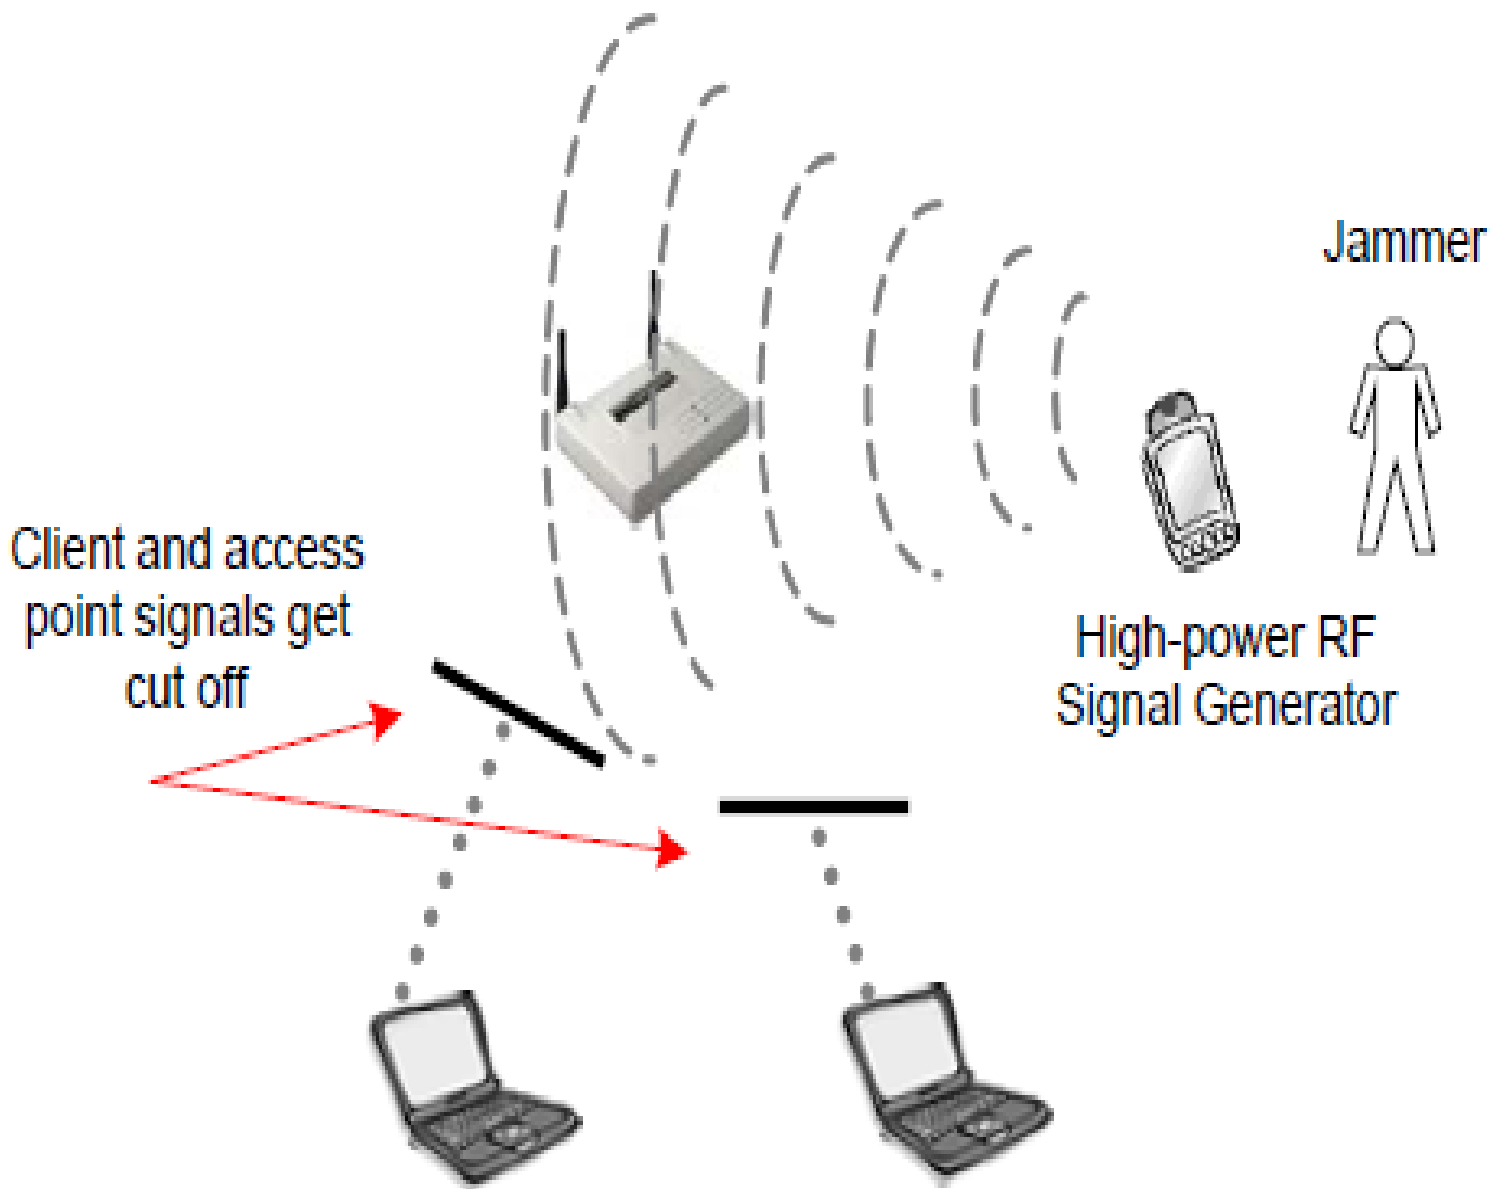 Jammer
Client and access
point signals get
cut off
High-power RF
Signal Generator